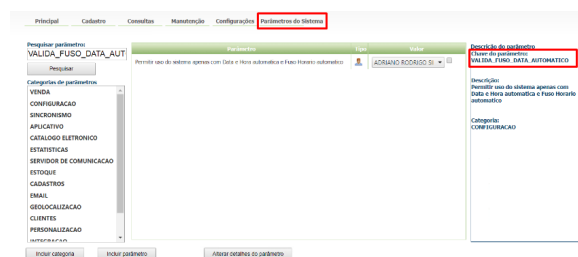 Principal Cadastro Consultas Manutenção Configurações Parâmetros do Sistema
Pesquisar parâmetro:
VALIDA_FUSO_DATA_AUT
Pesquisar
Categorias de parâmetros:
VENDA
CONFIGURACAO
SINCRONISMO
APLICATIVO
CATALOGO ELETRONICO
ESTATISTICAS
SERVIDOR DE COMUNICACAO
ESTOQUE
CADASTROS
EMAIL
GEOLOCALIZACAO
CLIENTES
PERSONALIZACAO
INTEGRACAO
Incluir categoria Incluir parâmetro Alterar detalhes do parâmetro
Parâmetro Tipo Valor
Permitir uso do sistema apenas com Data e Hora automatica e Fuso Horario automatico ADRIANO RODRIGO SI
Descrição do parâmetro
Chave do parâmetro:
VALIDA_FUSO_DATA_AUTOMATICO
Descrição:
Permitir uso do sistema apenas com
Data e Hora automatica e Fuso Horario
automatico
Categoria:
CONFIGURACAO